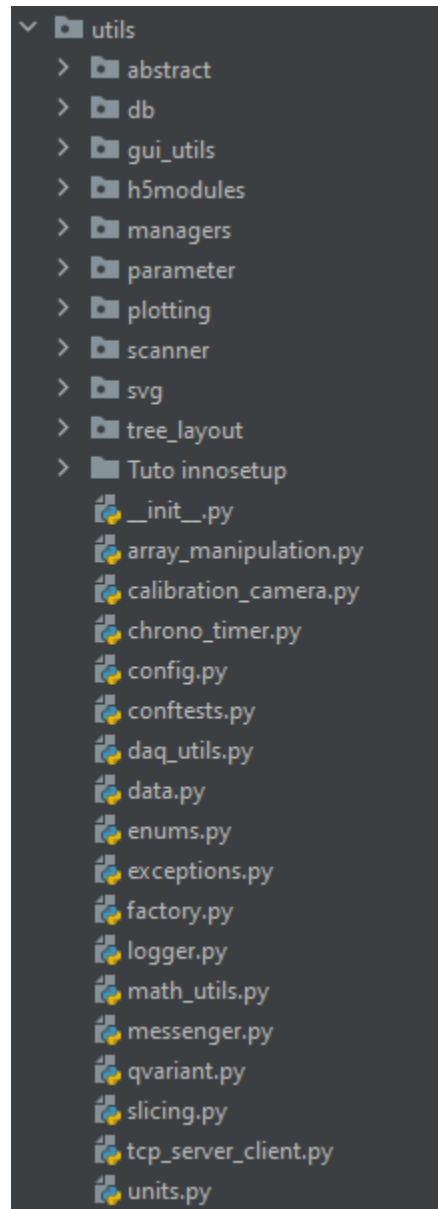 utils
abstract
db
gui_utils
h5modules
managers
parameter
plotting
scanner
svg
tree_layout
Tuto innosetup
__init__.py
array_manipulation.py
calibration_camera.py
chrono_timer.py
config.py
conftests.py
daq_utils.py
data.py
enums.py
exceptions.py
factory.py
logger.py
math_utils.py
messenger.py
qvariant.py
slicing.py
tcp_server_client.py
units.py